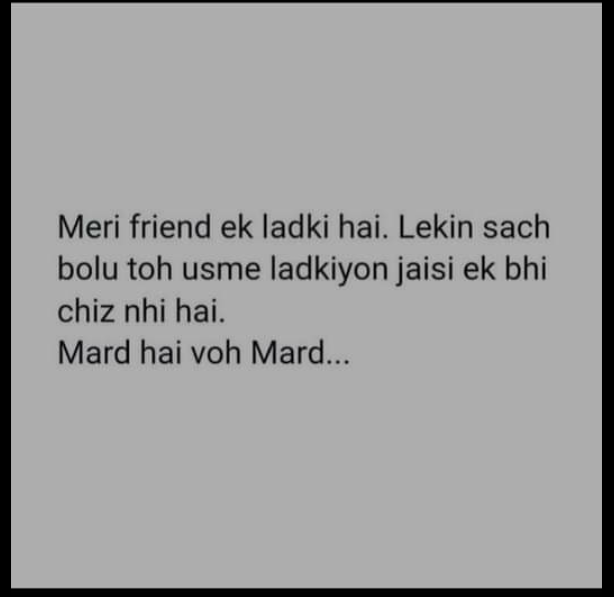 Meri friend ek ladki hai. Lekin sach
bolu toh usme ladkiyon jaisi ek bhi
chiz nhi hai.
Mard hai voh Mard...